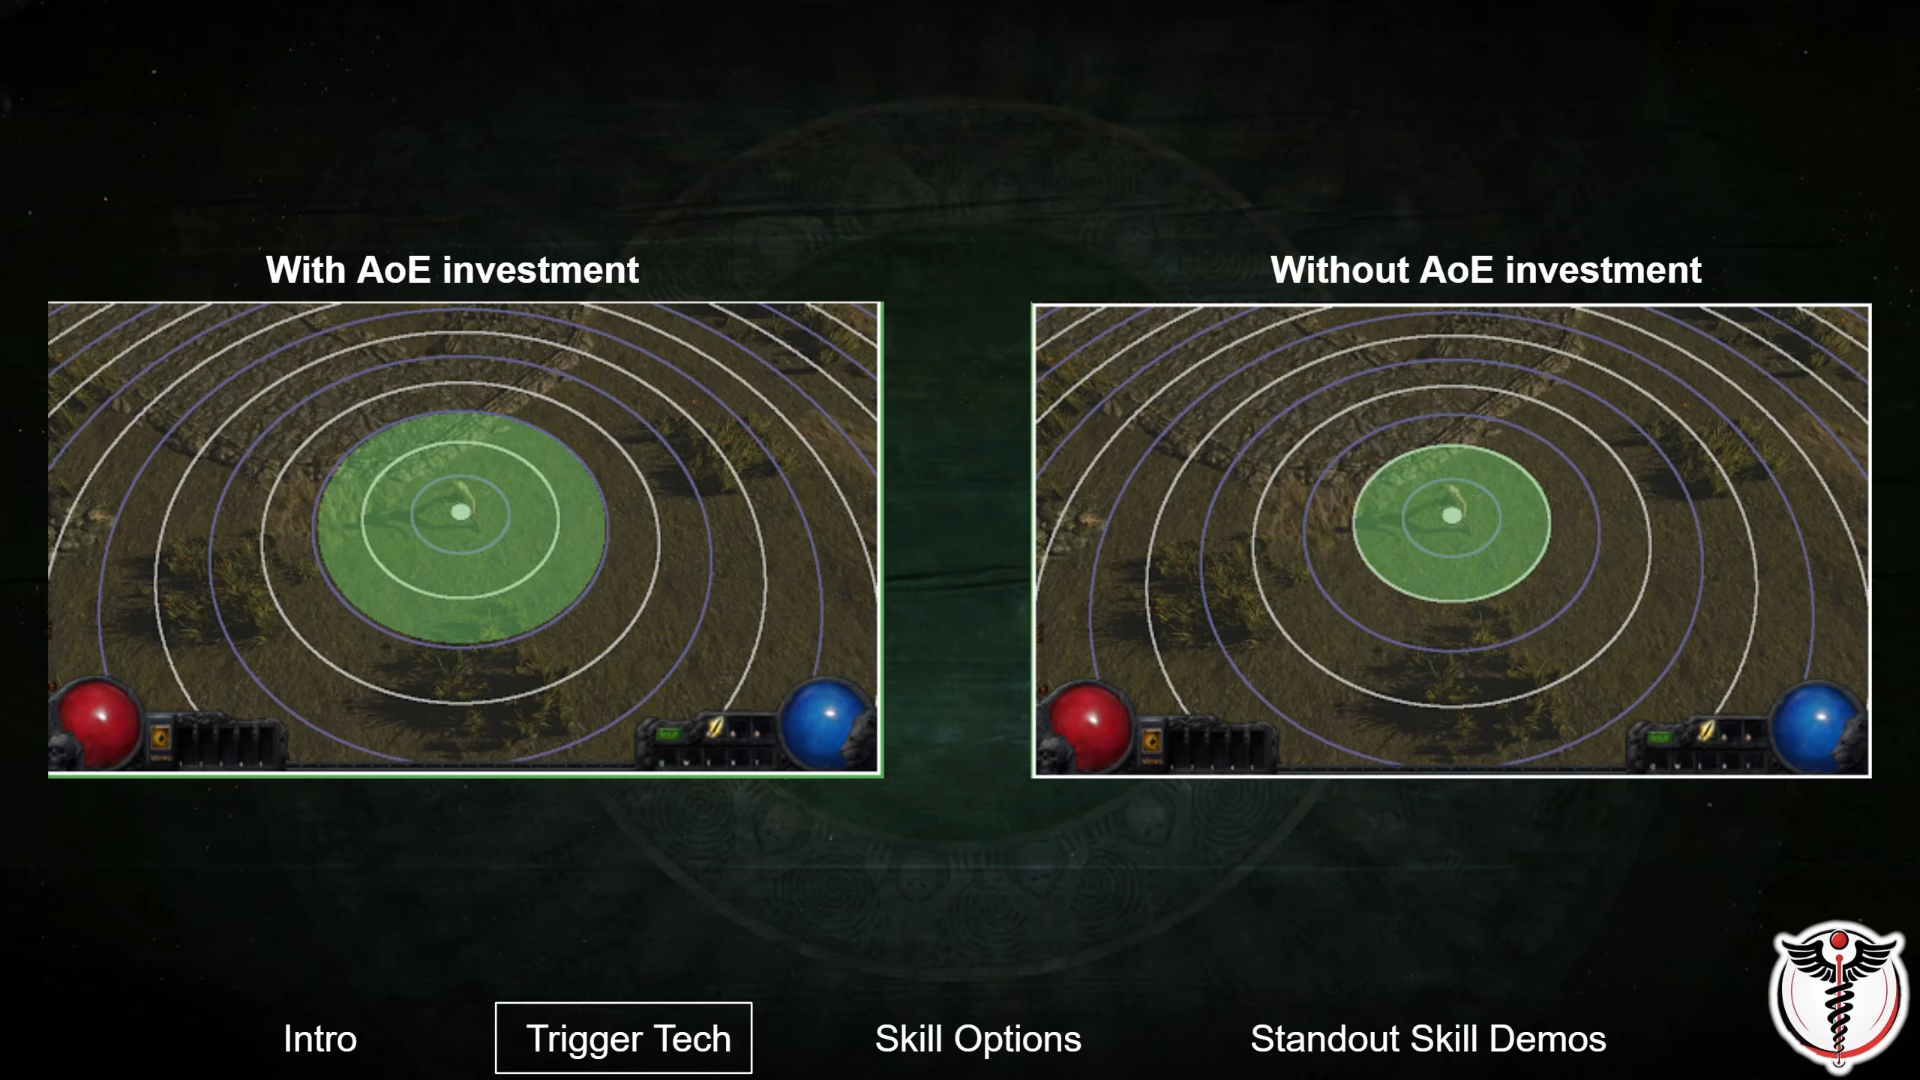 With AoE investment
Without AoE investment
Intro
Trigger Tech
Skill Options
Standout Skill Demos